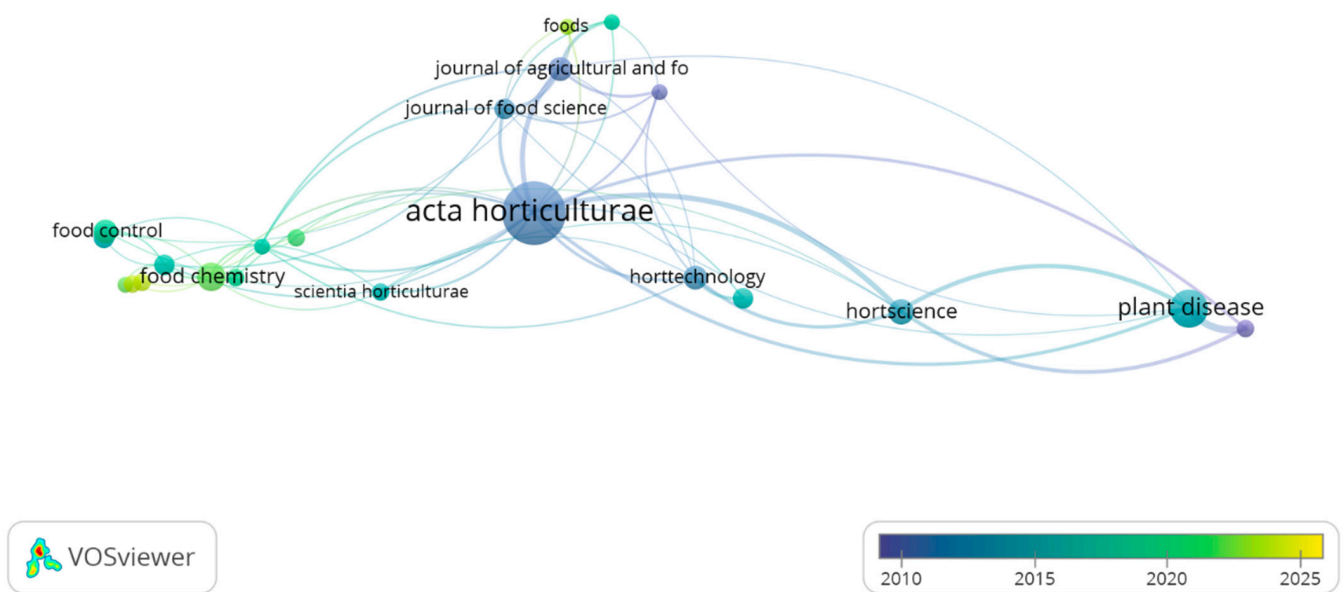 foods
journal of agricultural and fo
journal of food science
acta horticulturae
food control
food chemistry
scientia horticulturae
horttechnology
hortscience
plant disease
VOSviewer
2010 2015 2020 2025